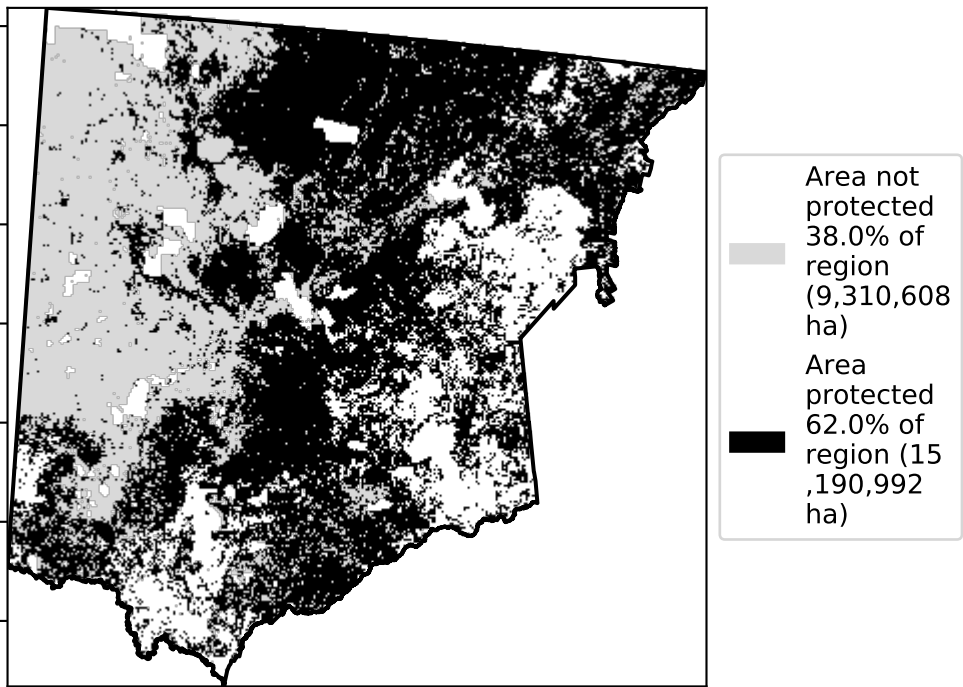 Area not
protected
38.0% of
region
(9,310,608
ha)
Area
protected
62.0% of
region (15
,190,992
ha)